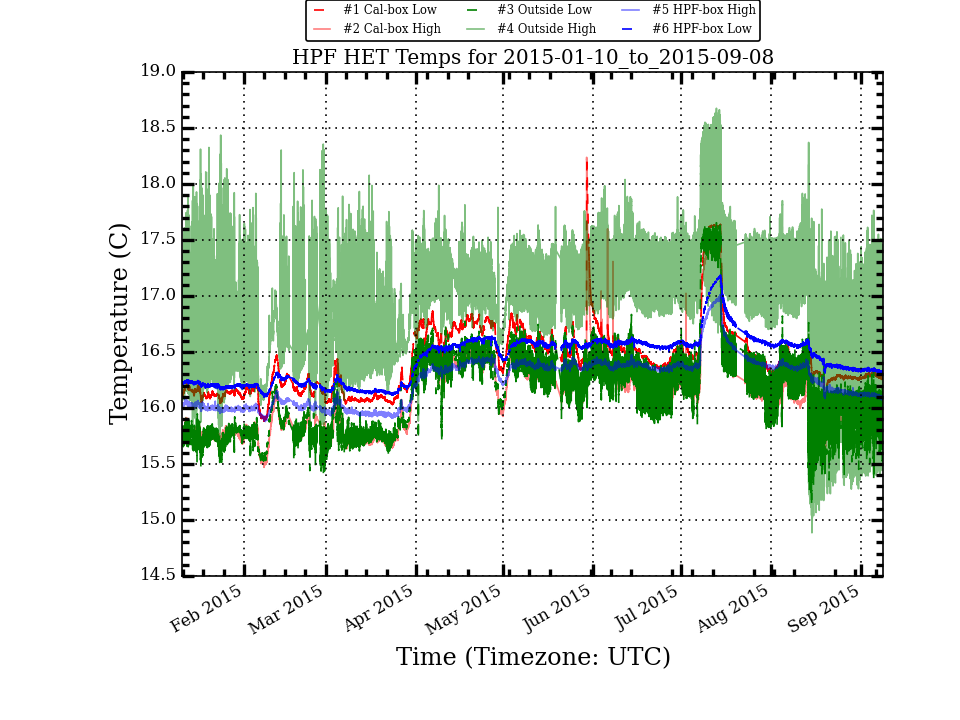 #1 Cal-box Low #3 Outside Low #5 HPF-box High
#2 Cal-box High #4 Outside High #6 HPF-box Low
HPF HET Temps for 2015-01-10_to_2015-09-08
19.0
18.5
18.0
17.5
17.0
16.5
16.0
15.5
15.0
14.5
Temperature (C)
Feb 2015 Mar 2015 Apr 2015 May 2015 Jun 2015 Jul 2015 Aug 2015 Sep 2015
Time (Timezone: UTC)